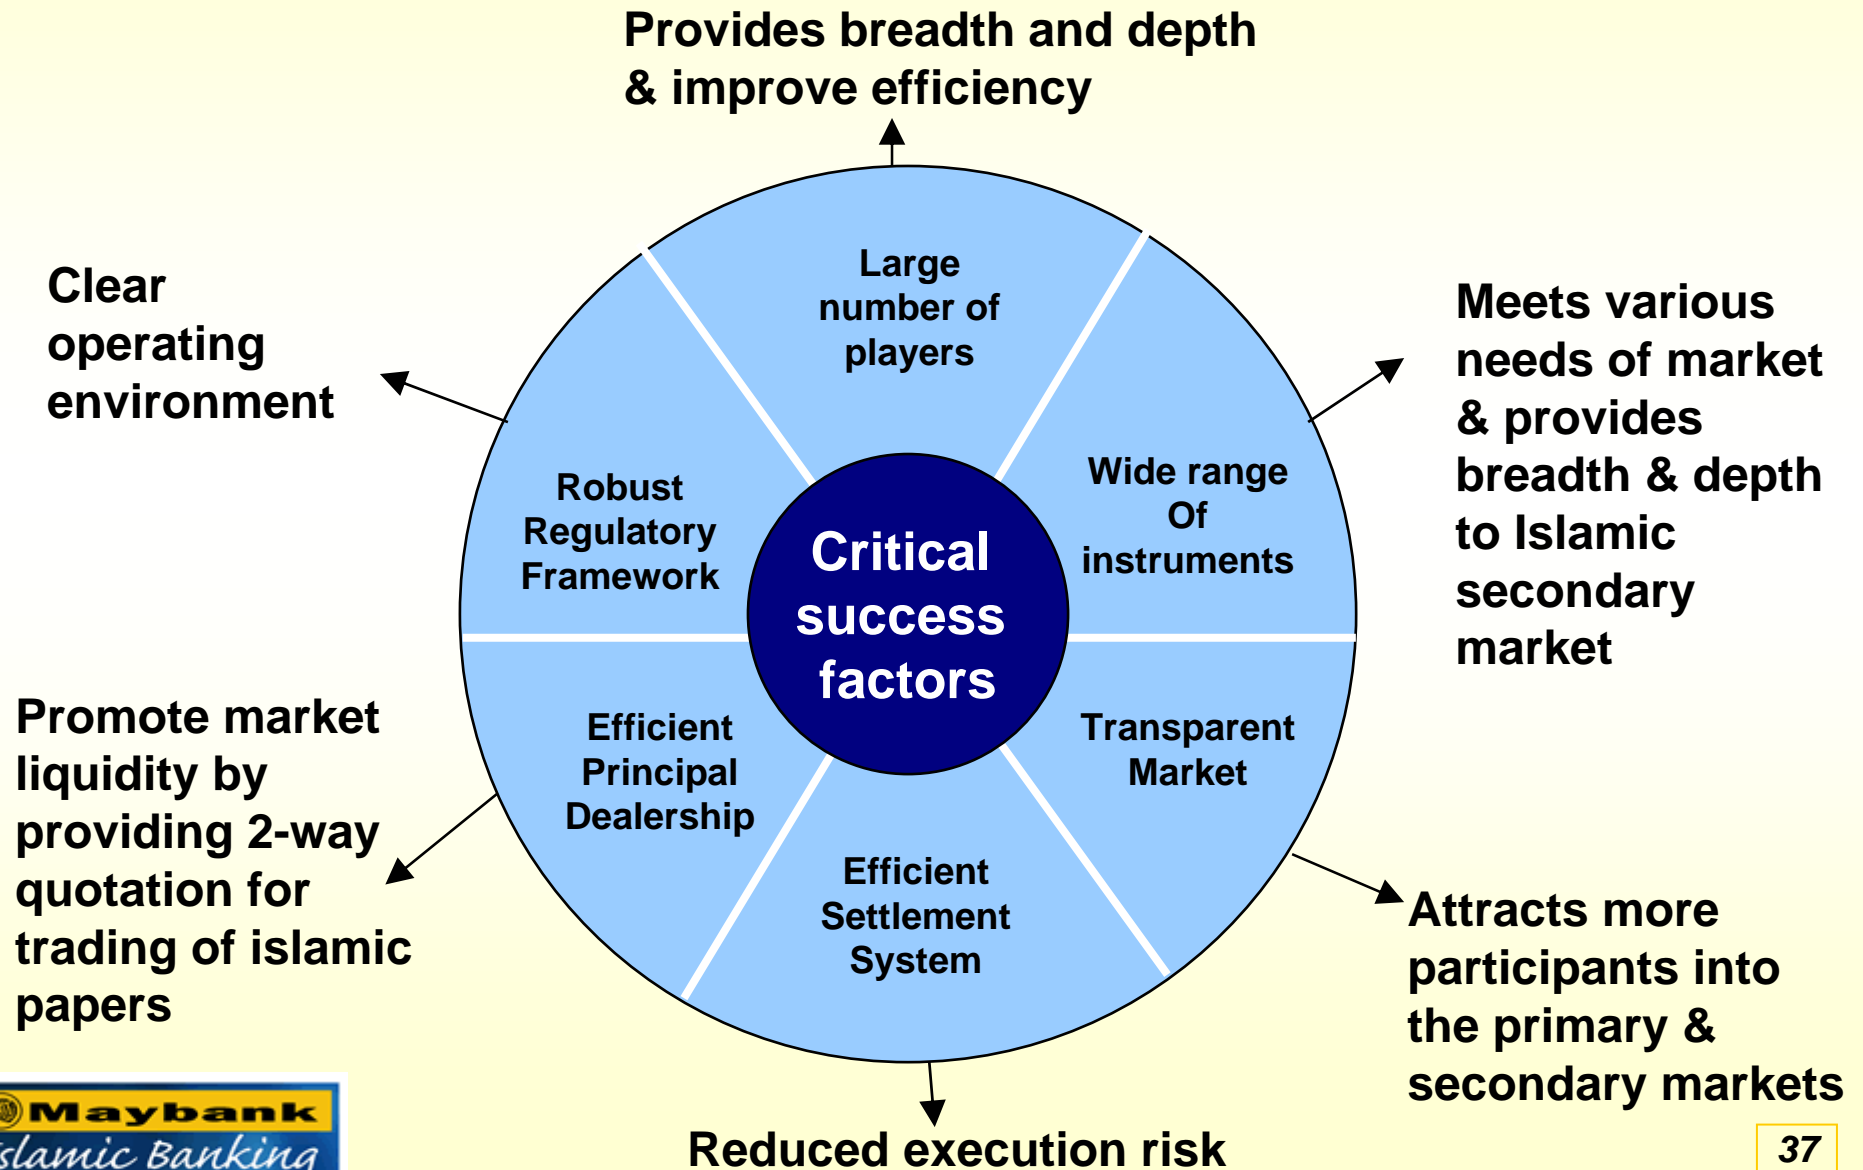 Provides breadth and depth
& improve efficiency
Large
number of
players
Clear
operating
environment
Meets various
needs of market
& provides
breadth & depth
to Islamic
secondary
market
Robust
Regulatory
Framework
Wide range
Of
instruments
Critical
success
factors
Promote market
liquidity by
providing 2-way
quotation for
trading of islamic
papers
Efficient
Principal
Dealership
Transparent
Market
Efficient
Settlement
System
Attracts more
participants into
the primary &
secondary markets
Reduced execution risk
Maybank
slamic Banking
37